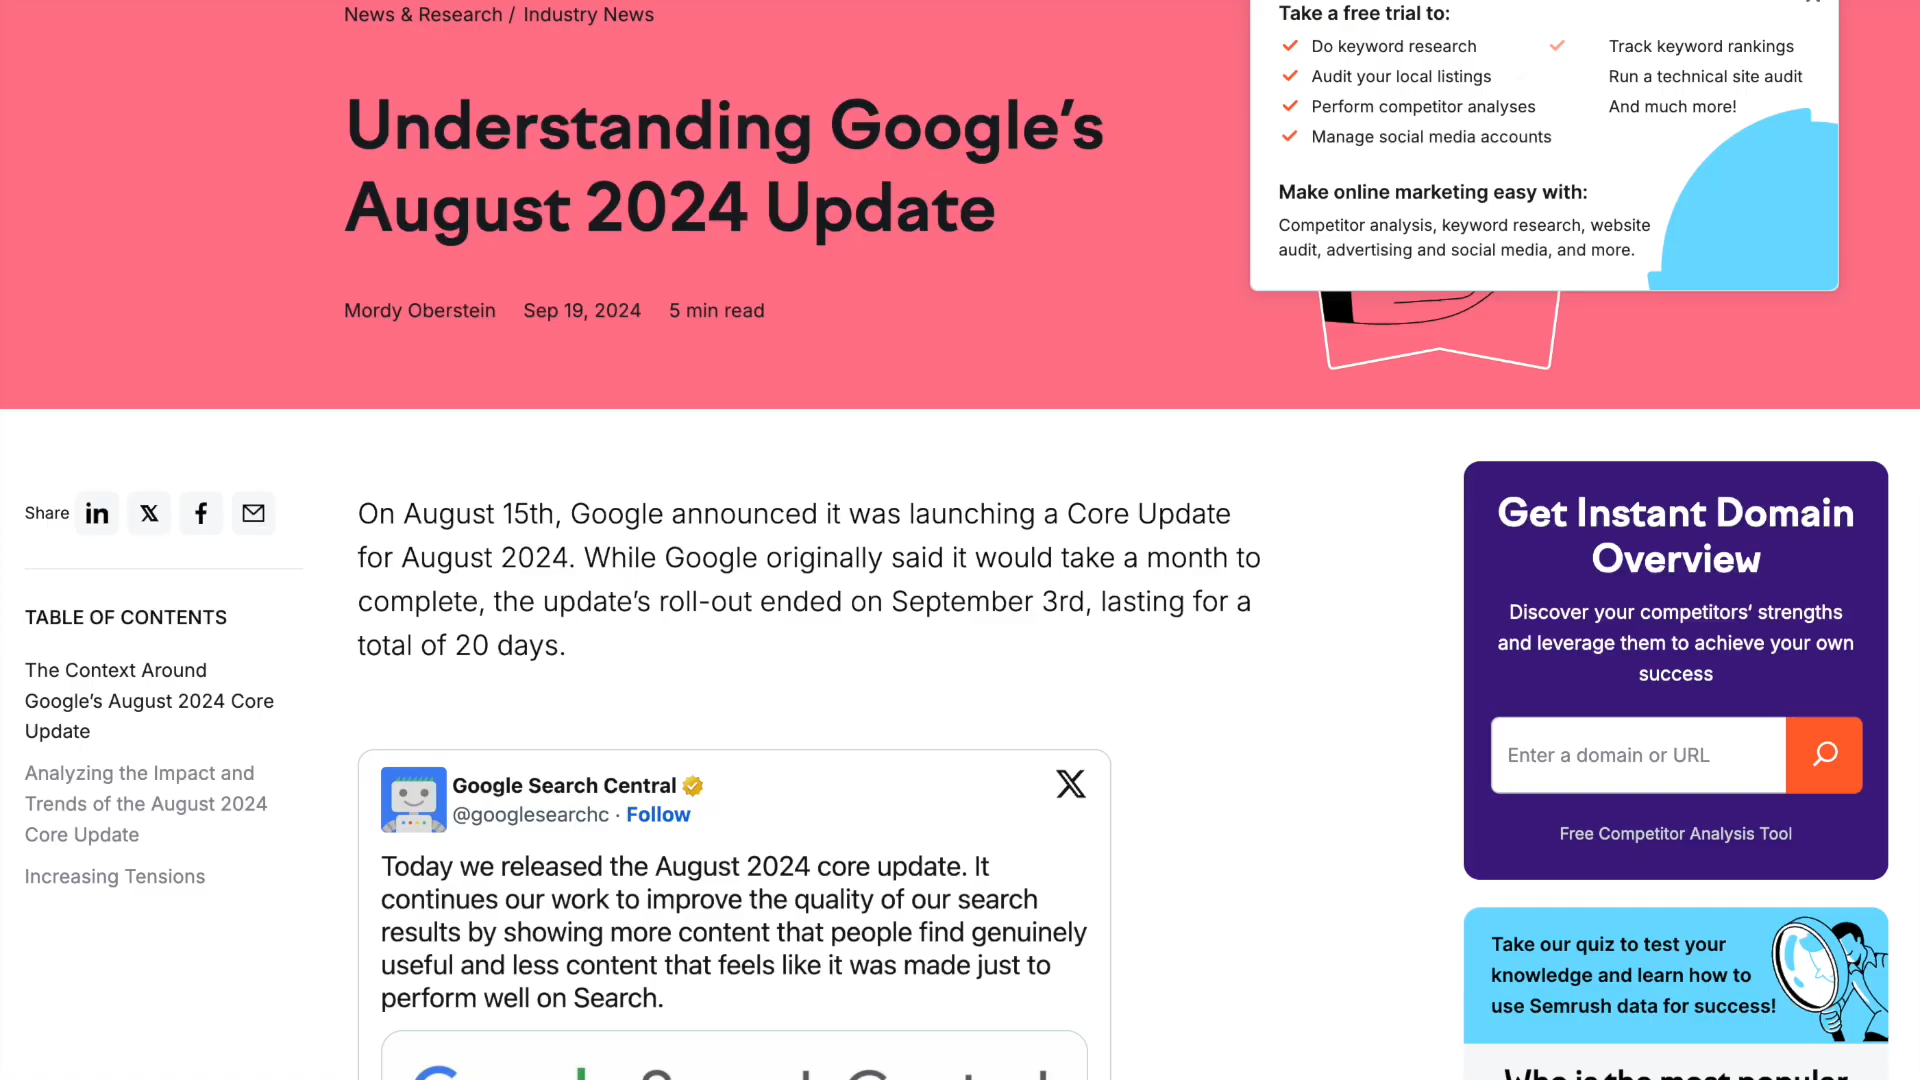 News & Research / Industry News
Understanding Google’s
August 2024 Update
Mordy Oberstein Sep 19, 2024 5 min read
Take a free trial to:
Do keyword research
Audit your local listings
Perform competitor analyses
Manage social media accounts
Track keyword rankings
Run a technical site audit
And much more!
Make online marketing easy with:
Competitor analysis, keyword research, website
audit, advertising and social media, and more.
Share
TABLE OF CONTENTS
The Context Around
Google’s August 2024 Core
Update
Analyzing the Impact and
Trends of the August 2024
Core Update
Increasing Tensions
On August 15th, Google announced it was launching a Core Update
for August 2024. While Google originally said it would take a month to
complete, the update’s roll-out ended on September 3rd, lasting for a
total of 20 days.
Google Search Central
@googlesearchc · Follow
Today we released the August 2024 core update. It
continues our work to improve the quality of our search
results by showing more content that people find genuinely
useful and less content that feels like it was made just to
perform well on Search.
Google Search Central
Get Instant Domain
Overview
Discover your competitors’ strengths
and leverage them to achieve your own
success
Enter a domain or URL
Free Competitor Analysis Tool
Take our quiz to test your
knowledge and learn how to
use Semrush data for success!
Who is the most popular